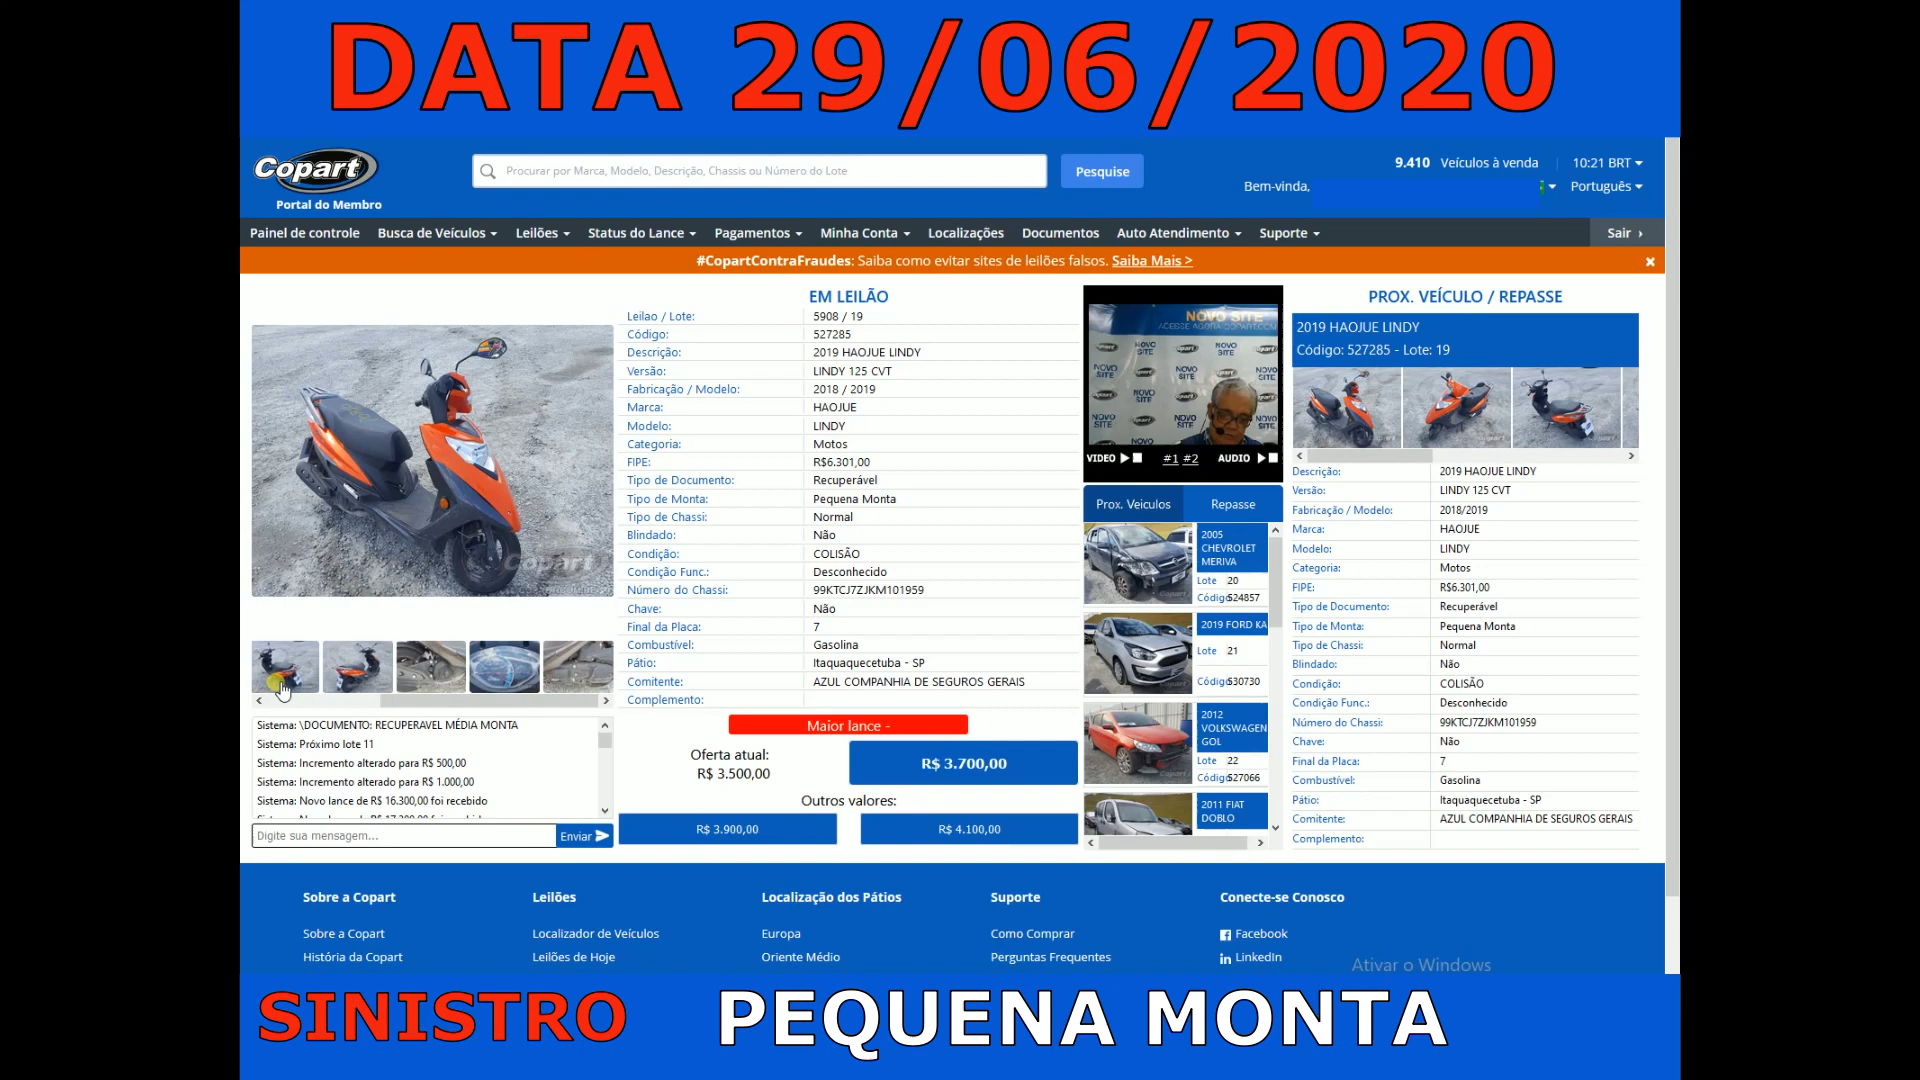 DATA 29/06/2020
Copart
Portal do Membro
Procurar por Marca, Modelo, Descrição, Chassis ou Número do Lote
Pesquise
9.410 Veículos à venda
10:21 BRT
Bem-vinda,
Português
Painel de controle Busca de Veículos Leilões Status do Lance Pagamentos Minha Conta Localizações Documentos Auto Atendimento Suporte Sair
#CopartContraFraudes: Saiba como evitar sites de leilões falsos. Saiba Mais >
EM LEILÃO
Leilao / Lote: 5908 / 19
Código: 527285
Descrição: 2019 HAOJUE LINDY
Versão: LINDY 125 CVT
Fabricação / Modelo: 2018 / 2019
Marca: HAOJUE
Modelo: LINDY
Categoria: Motos
FIPE: R$6.301,00
Tipo de Documento: Recuperável
Tipo de Monta: Pequena Monta
Tipo de Chassi: Normal
Blindado: Não
Condição: COLISÃO
Condição Func.: Desconhecido
Número do Chassi: 99KTCJ7ZJKM101959
Chave: Não
Final da Placa: 7
Combustível: Gasolina
Pátio: Itaquaquecetuba - SP
Comitente: AZUL COMPANHIA DE SEGUROS GERAIS
Complemento:
Copart
Sistema: \DOCUMENTO: RECUPERAVEL MÉDIA MONTA
Sistema: Próximo lote 11
Sistema: Incremento alterado para R$ 500,00
Sistema: Incremento alterado para R$ 1.000,00
Sistema: Novo lance de R$ 16.300,00 foi recebido
Digite sua mensagem...
Enviar
Maior lance -
Oferta atual:
R$ 3.500,00
R$ 3.700,00
Outros valores:
R$ 3.900,00
R$ 4.100,00
NOVO SITE
ACESSE AGORA COPART.COM
VIDEO #1 #2 AUDIO
Prox. Veiculos Repasse
2005
CHEVROLET
MERIVA
Lote 20
Código 524857
2019 FORD KA
Lote 21
Código 530730
2012
VOLKSWAGEN
GOL
Lote 22
Código 527066
2011 FIAT
DOBLO
PROX. VEÍCULO / REPASSE
2019 HAOJUE LINDY
Código: 527285 - Lote: 19
Descrição: 2019 HAOJUE LINDY
Versão: LINDY 125 CVT
Fabricação / Modelo: 2018/2019
Marca: HAOJUE
Modelo: LINDY
Categoria: Motos
FIPE: R$6.301,00
Tipo de Documento: Recuperável
Tipo de Monta: Pequena Monta
Tipo de Chassi: Normal
Blindado: Não
Condição: COLISÃO
Condição Func.: Desconhecido
Número do Chassi: 99KTCJ7ZJKM101959
Chave: Não
Final da Placa: 7
Combustível: Gasolina
Pátio: Itaquaquecetuba - SP
Comitente: AZUL COMPANHIA DE SEGUROS GERAIS
Complemento:
Sobre a Copart
Sobre a Copart
História da Copart
Leilões
Localizador de Veículos
Leilões de Hoje
Localização dos Pátios
Europa
Oriente Médio
Suporte
Como Comprar
Perguntas Frequentes
Conecte-se Conosco
Facebook
LinkedIn
Ativar o Windows
SINISTRO PEQUENA MONTA